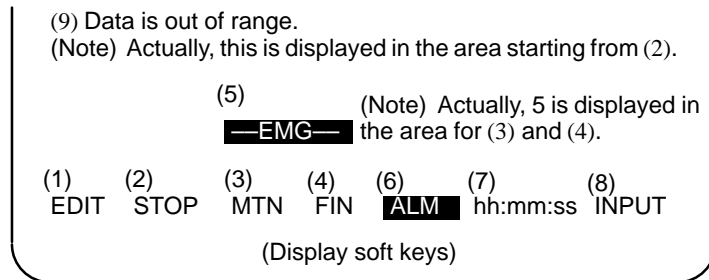 (9) Data is out of range.
(Note) Actually, this is displayed in the area starting from (2).
(5)
(Note) Actually, 5 is displayed in
––EMG–– the area for (3) and (4).
(1) (2) (3) (4) (6) (7) (8)
EDIT STOP MTN FIN ALM hh:mm:ss INPUT
(Display soft keys)